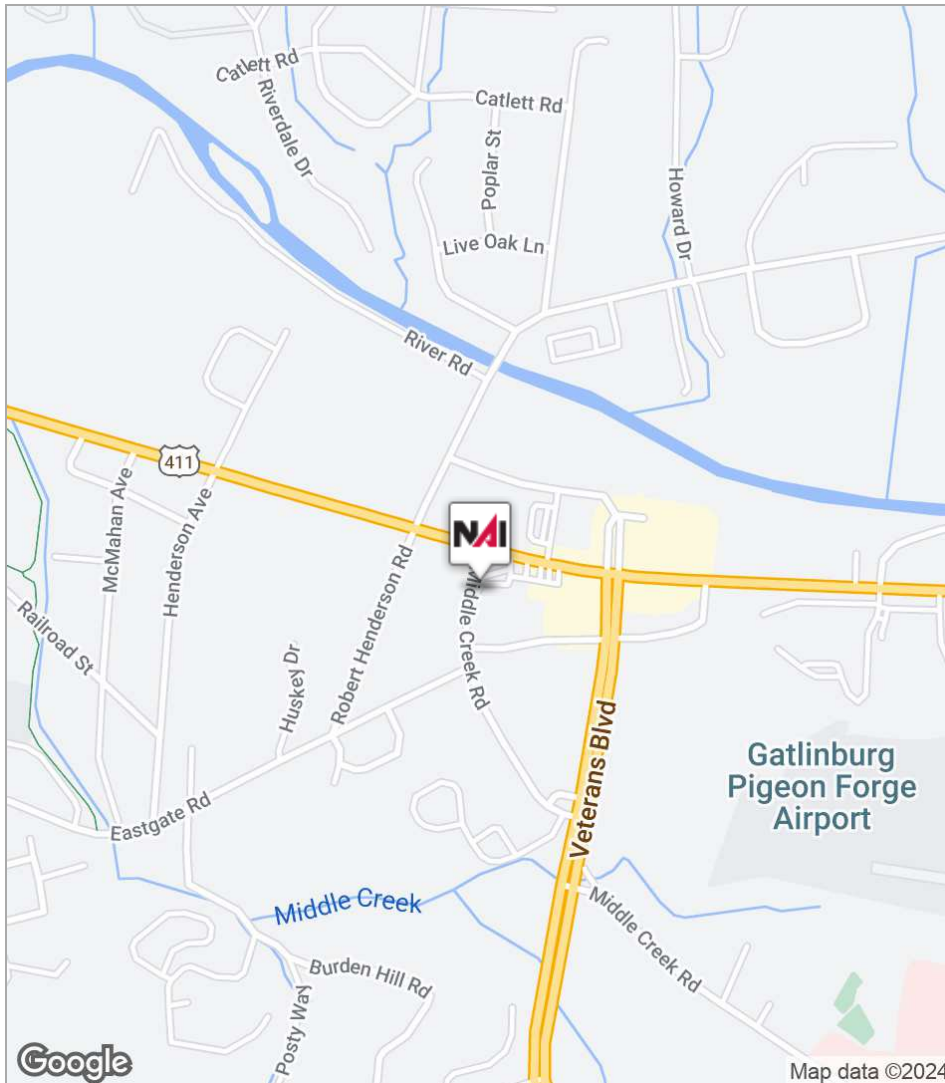 Catlett Rd
Riverdale Dr
Catlett Rd
Poplar St
Howard Dr
Live Oak Ln
River Rd
411
NAI
McMahan Ave
Henderson Ave
Robert Henderson Rd
Middle Creek Rd
Railroad St
Huskey Dr
Veterans Blvd
Gatlinburg
Pigeon Forge
Airport
Eastgate Rd
Middle Creek
Middle Creek Rd
Burden Hill Rd
Posty Way
Google
Map data ©2024